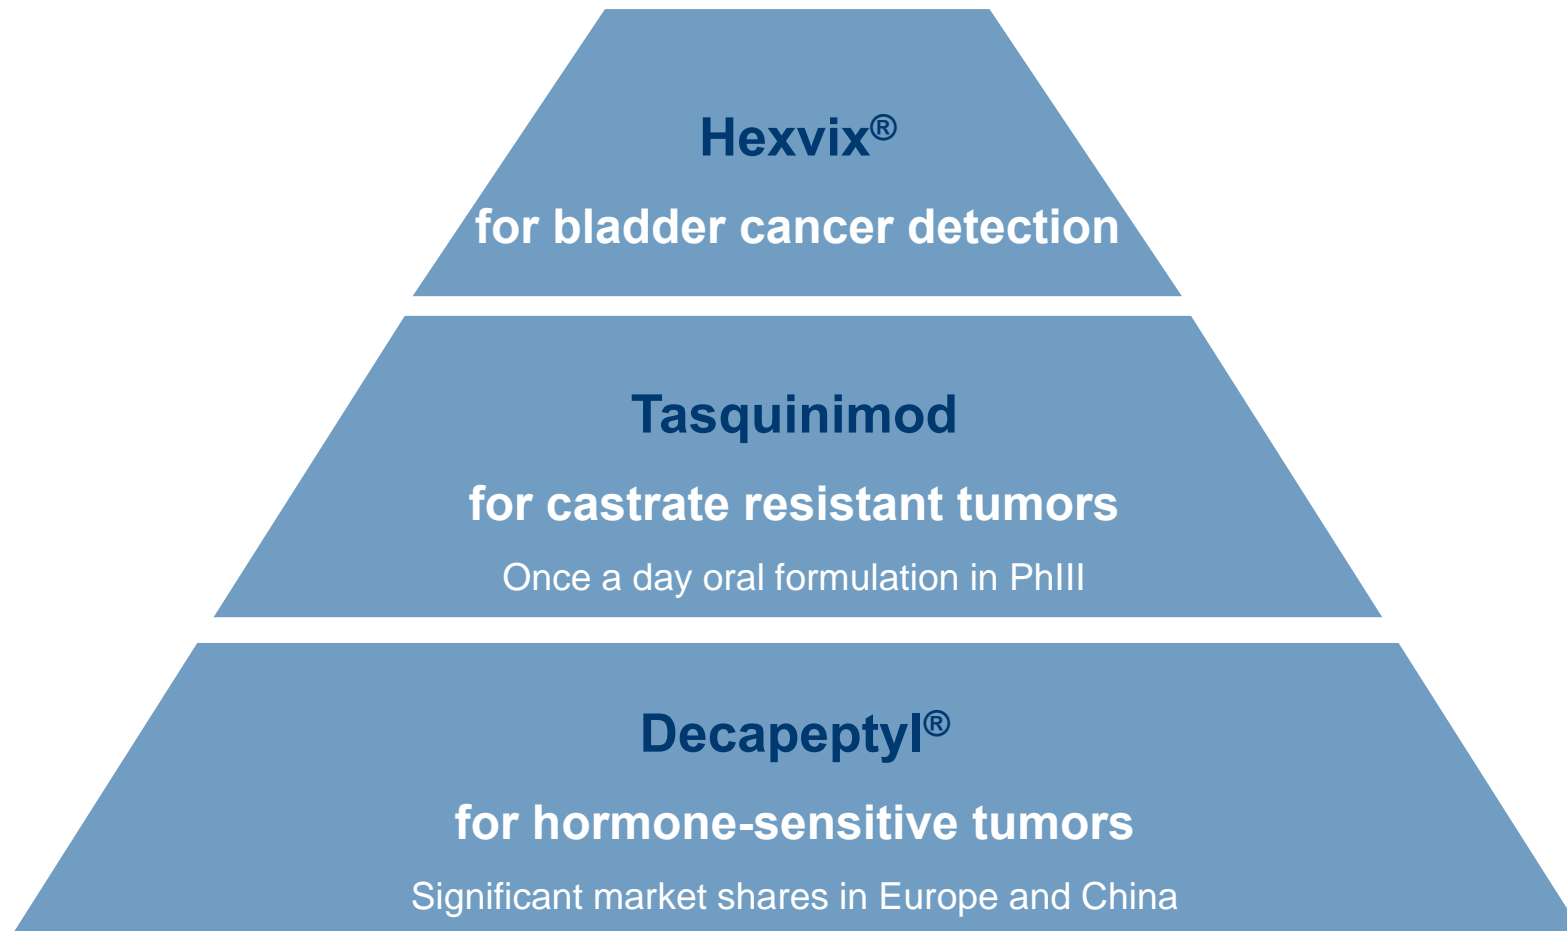 Hexvix®
for bladder cancer detection
Tasquinimod
for castrate resistant tumors
Once a day oral formulation in PhIII
Decapeptyl®
for hormone-sensitive tumors
Significant market shares in Europe and China